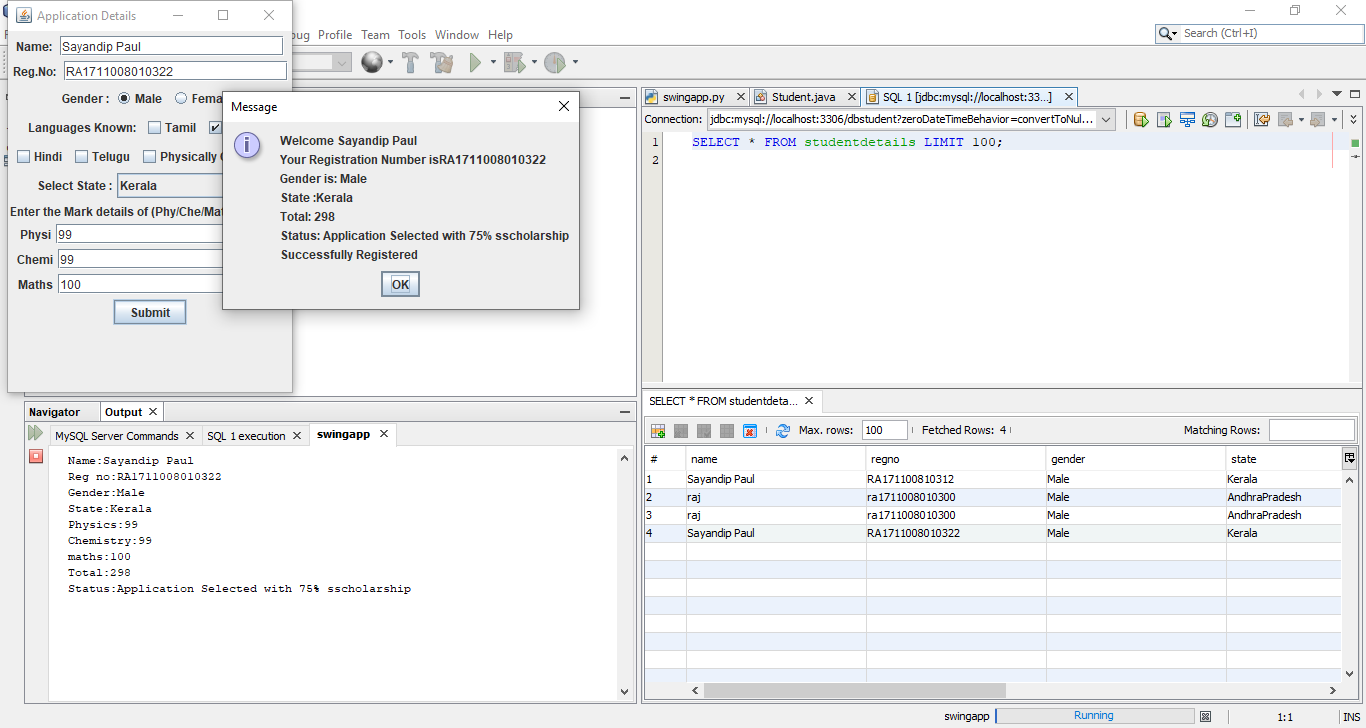 Application Details
Name: Sayandip Paul
Reg.No: RA1711008010322
Gender : Male
Languages Known: Tamil
Hindi Telugu Physically
Select State : Kerala
Enter the Mark details of (Phy/Che/Mat
Physi 99
Chemi 99
Maths 100
Submit
Message
Welcome Sayandip Paul
Your Registration Number isRA1711008010322
Gender is: Male
State :Kerala
Total: 298
Status: Application Selected with 75% sscholarship
Successfully Registered
OK
Profile Team Tools Window Help
Search (Ctrl+I)
swingapp.py Student.java SQL 1 [jdbc:mysql://localhost:33...]
Connection: jdbc:mysql://localhost:3306/dbstudent?zeroDateTimeBehavior=convertToNul...
1 SELECT * FROM studentdetails LIMIT 100;
2
Navigator Output
MySQL Server Commands SQL 1 execution swingapp
Name:Sayandip Paul
Reg no:RA1711008010322
Gender:Male
State:Kerala
Physics:99
Chemistry:99
maths:100
Total:298
Status:Application Selected with 75% sscholarship
SELECT * FROM studentdeta...
Max. rows: 100 Fetched Rows: 4 Matching Rows:
# name regno gender state
1 Sayandip Paul RA171100810312 Male Kerala
2 raj ra1711008010300 Male AndhraPradesh
3 raj ra1711008010300 Male AndhraPradesh
4 Sayandip Paul RA1711008010322 Male Kerala
swingapp Running 1:1 INS